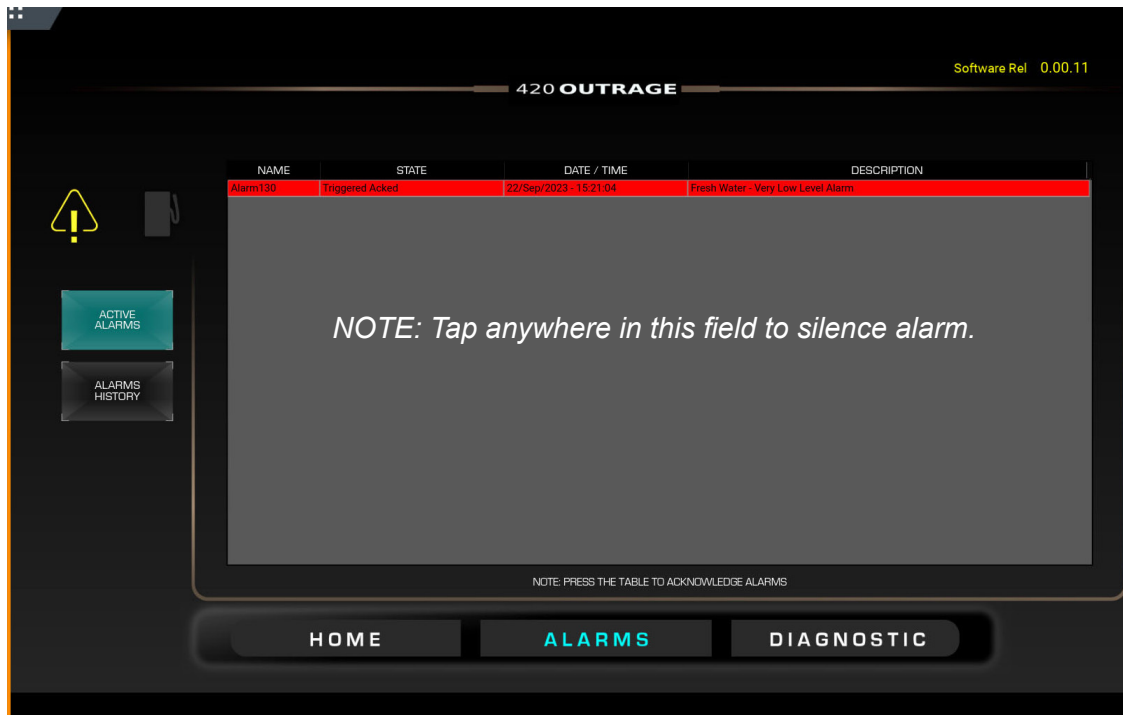 Software Rel 0.00.11
420 OUTRAGE
NAME STATE DATE / TIME DESCRIPTION
Alarm130 Triggered Acked 22/Sep/2023 - 15:21:04 Fresh Water - Very Low Level Alarm
ACTIVE
ALARMS
NOTE: Tap anywhere in this field to silence alarm.
ALARMS
HISTORY
NOTE: PRESS THE TABLE TO ACKNOWLEDGE ALARMS
HOME ALARMS DIAGNOSTIC